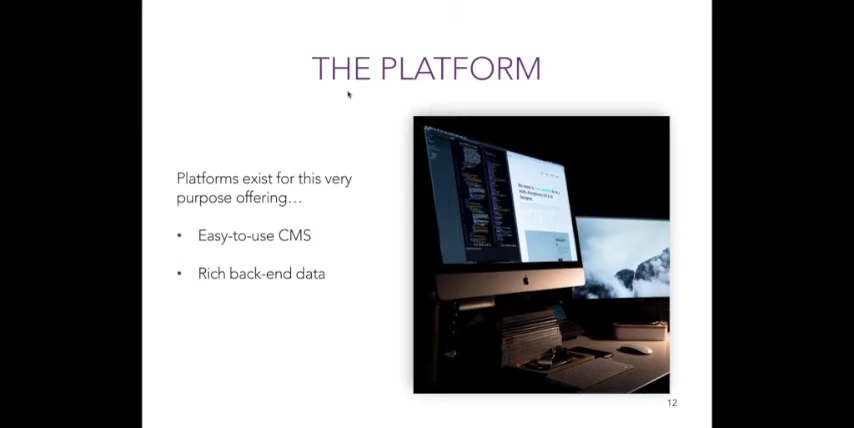 THE PLATFORM
Platforms exist for this very
purpose offering…
• Easy-to-use CMS
• Rich back-end data
12